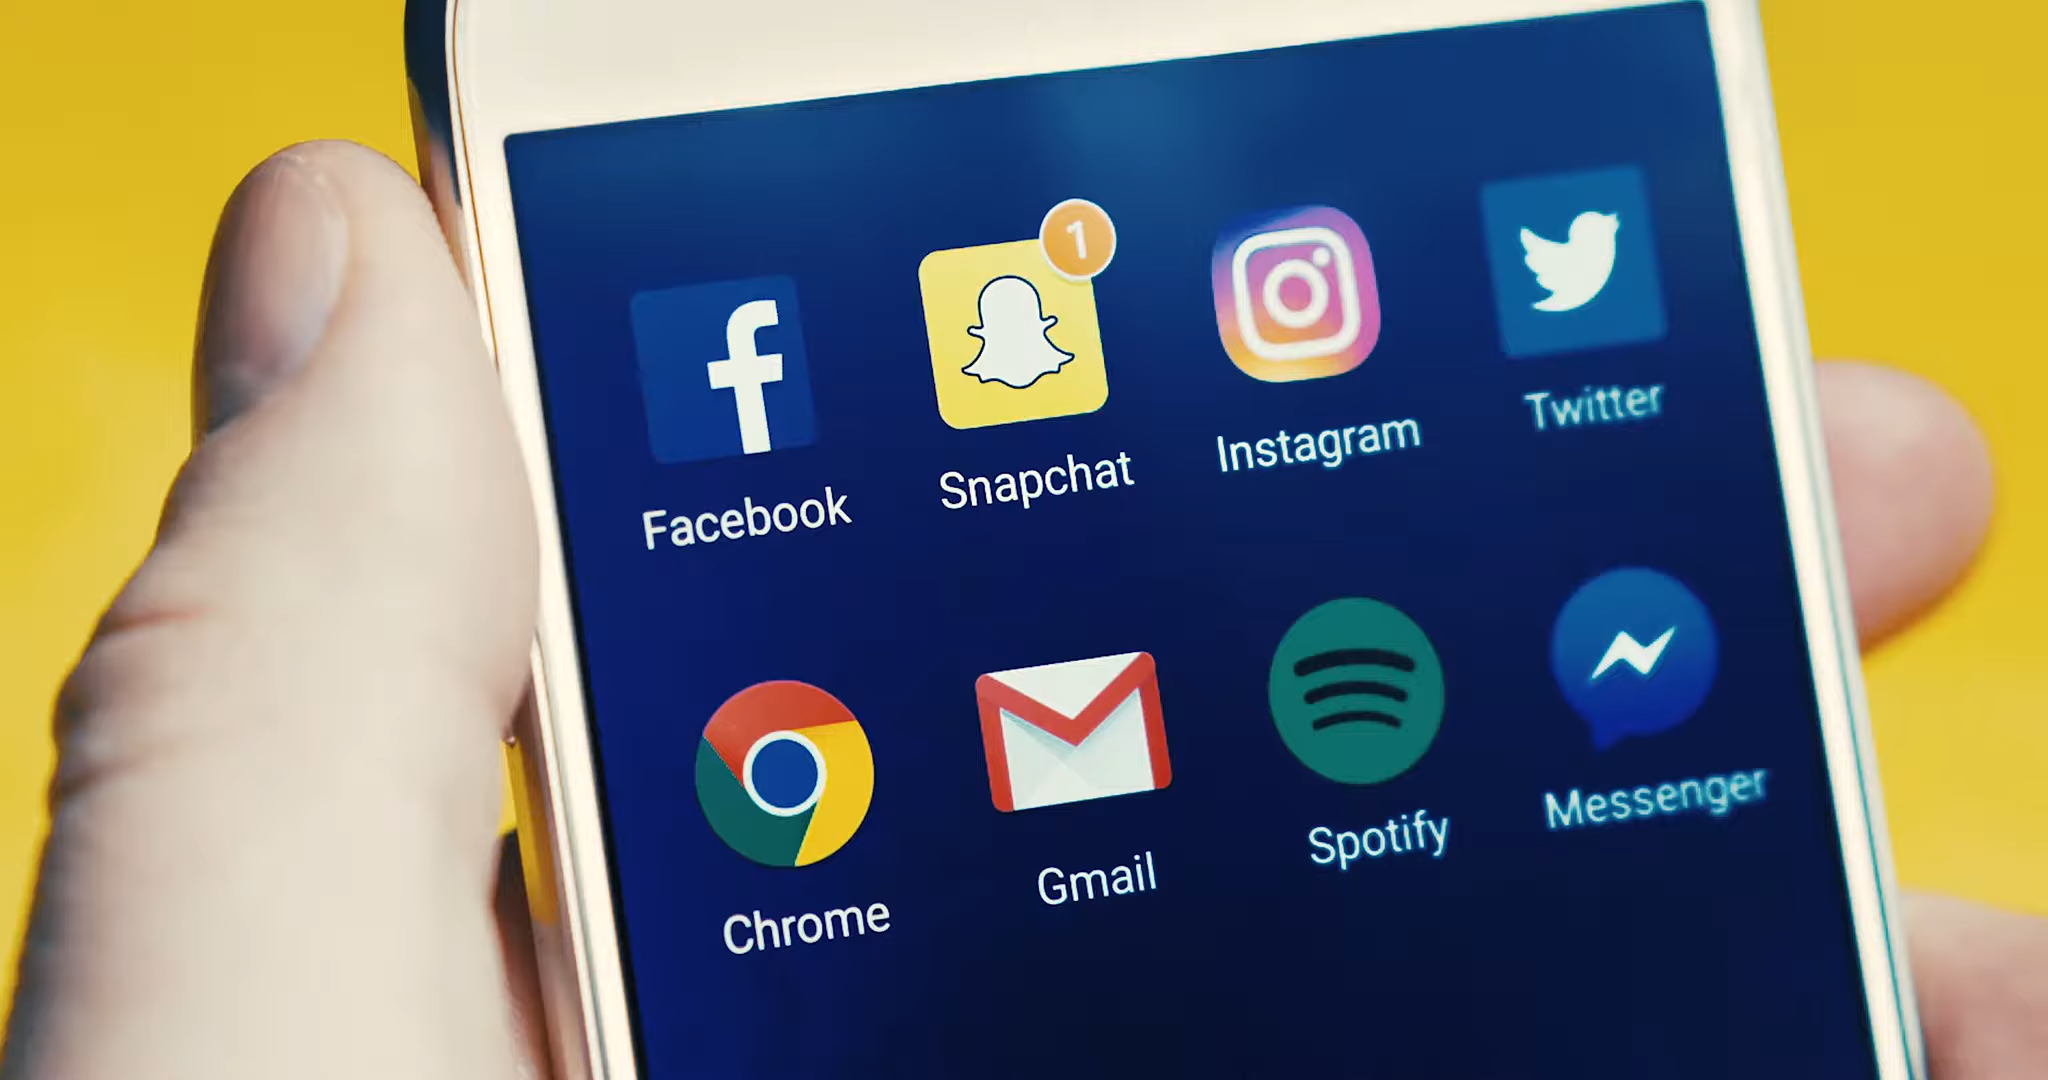 1
Facebook
Snapchat
Instagram
Twitter
Chrome
Gmail
Spotify
Messenger